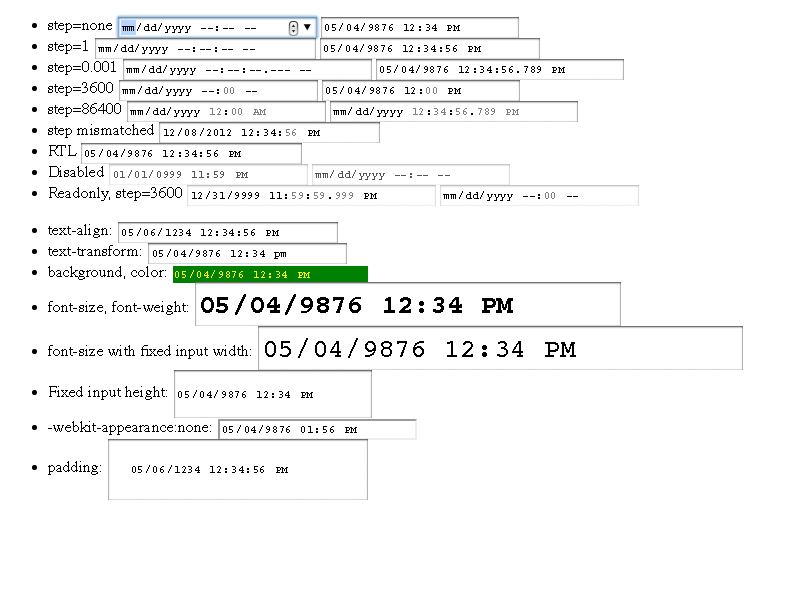 step=none mm/dd/yyyy --:-- -- 05/04/9876 12:34 PM
step=1 mm/dd/yyyy --:--:-- -- 05/04/9876 12:34:56 PM
step=0.001 mm/dd/yyyy --:--:--.--- -- 05/04/9876 12:34:56.789 PM
step=3600 mm/dd/yyyy --:00 -- 05/04/9876 12:00 PM
step=86400 mm/dd/yyyy 12:00 AM mm/dd/yyyy 12:34:56.789 PM
step mismatched 12/08/2012 12:34:56 PM
RTL 05/04/9876 12:34:56 PM
Disabled 01/01/0999 11:59 PM mm/dd/yyyy --:-- --
Readonly, step=3600 12/31/9999 11:59:59.999 PM mm/dd/yyyy --:00 --
text-align: 05/06/1234 12:34:56 PM
text-transform: 05/04/9876 12:34 pm
background, color: 05/04/9876 12:34 PM
font-size, font-weight: 05/04/9876 12:34 PM
font-size with fixed input width: 05/04/9876 12:34 PM
Fixed input height: 05/04/9876 12:34 PM
-webkit-appearance:none: 05/04/9876 01:56 PM
padding: 05/06/1234 12:34:56 PM